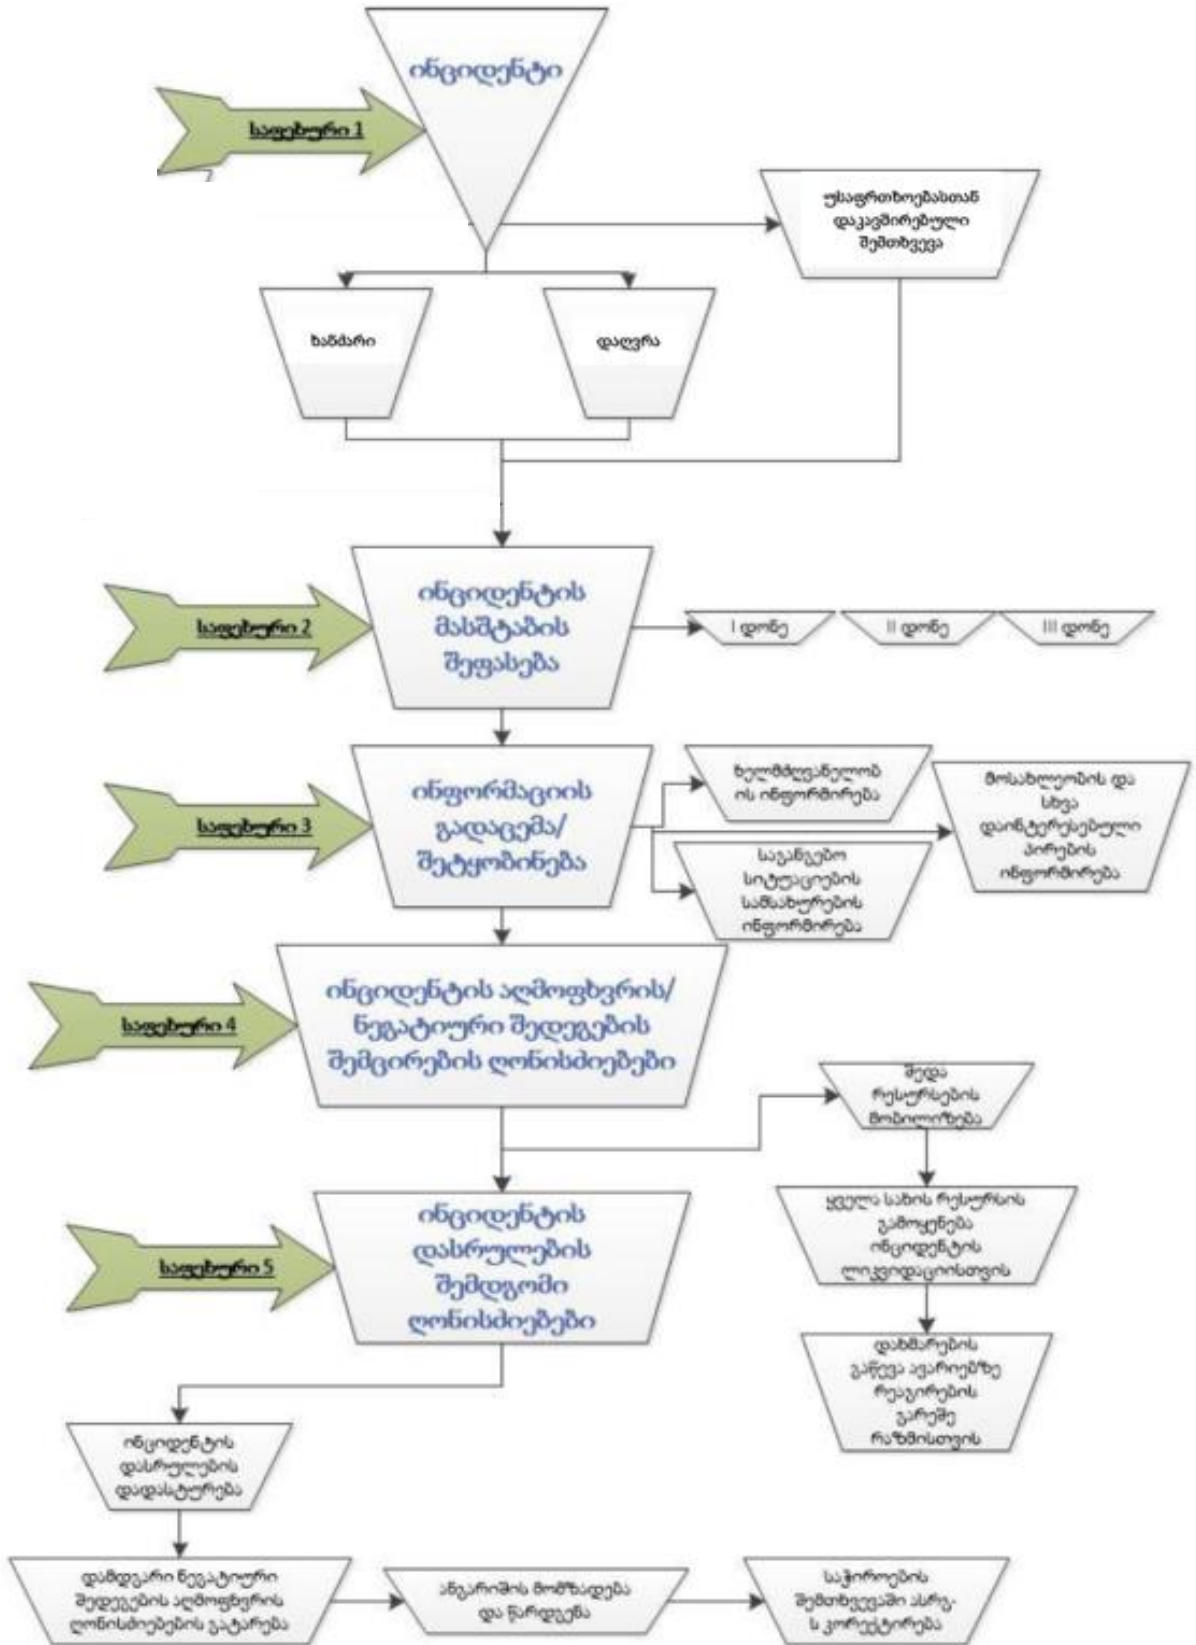 ინციდენტი
საფეხური 1
უსაფრთხოებასთან
დაკავშირებული
შემთხვევა
ხანძარი
დაღვრა
ინციდენტის
მასშტაბის
შეფასება
საფეხური 2
I დონე
II დონე
III დონე
ინფორმაციის
გადაცემა/
შეტყობინება
საფეხური 3
ხელმძღვანელობ
ის ინფორმირება
მოსახლეობის და
სხვა
დაინტერესებული
პირების
ინფორმირება
საგანგებო
სიტუაციების
სამსახურების
ინფორმირება
ინციდენტის აღმოფხვრის/
ნეგატიური შედეგების
შემცირების ღონისძიებები
საფეხური 4
შედა
რესურსების
მობილიზება
ყველა სახის რესურსის
გამოყენება
ინციდენტის
ლიკვიდაციისთვის
დახმარების
გაწევა ავარიებზე
რეაგირების
გარეშე
რაზმისთვის
ინციდენტის
დასრულების
შემდგომი
ღონისძიებები
საფეხური 5
ინციდენტის
დასრულების
დადასტურება
დამდგარი ნეგატიური
შედეგების აღმოფხვრის
ღონისძიებების გატარება
ანგარიშის მომზადება
და წარდგენა
საჭიროების
შემთხვევაში ასრგ-
ს კორექტირება